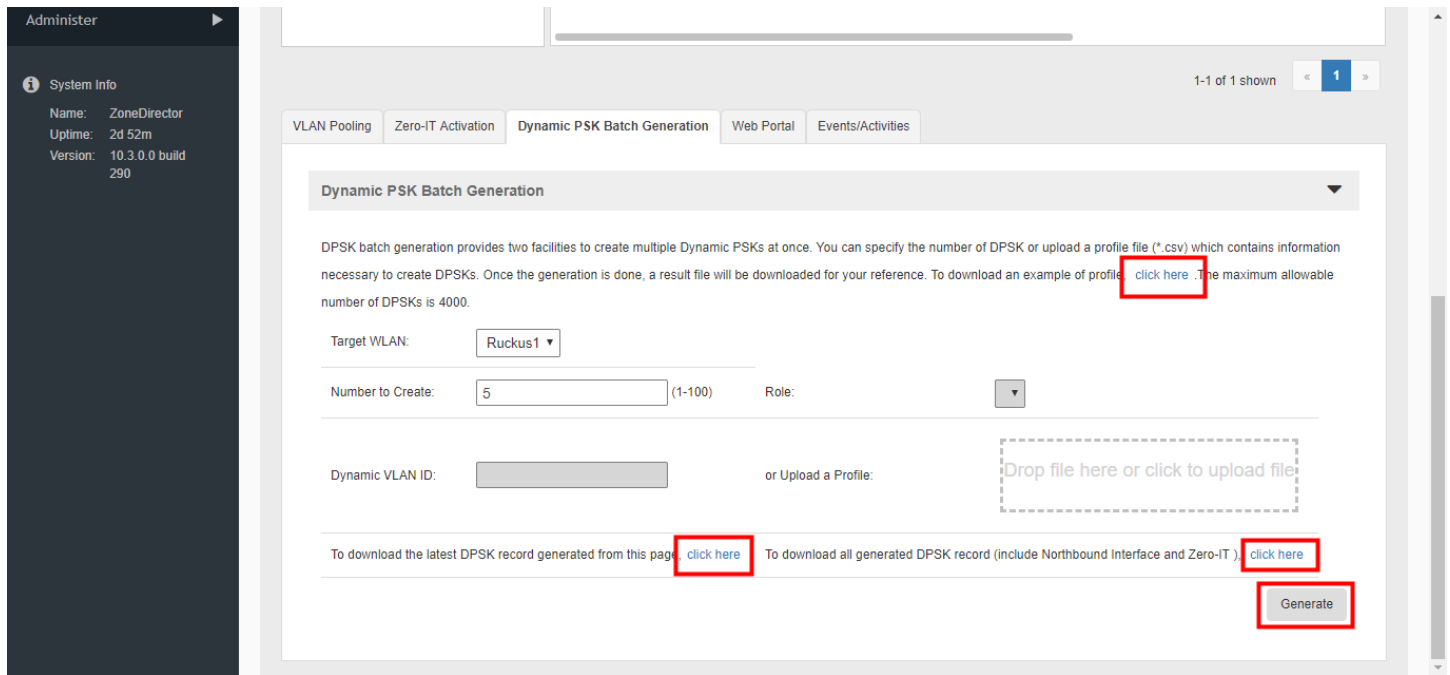 Administer
System Info
Name: ZoneDirector
Uptime: 2d 52m
Version: 10.3.0.0 build
290
1-1 of 1 shown « 1 »
VLAN Pooling Zero-IT Activation Dynamic PSK Batch Generation Web Portal Events/Activities
Dynamic PSK Batch Generation
DPSK batch generation provides two facilities to create multiple Dynamic PSKs at once. You can specify the number of DPSK or upload a profile file (*.csv) which contains information
necessary to create DPSKs. Once the generation is done, a result file will be downloaded for your reference. To download an example of profile, click here .The maximum allowable
number of DPSKs is 4000.
Target WLAN: Ruckus1
Number to Create: 5 (1-100) Role:
Dynamic VLAN ID: or Upload a Profile: Drop file here or click to upload file
To download the latest DPSK record generated from this page, click here To download all generated DPSK record (include Northbound Interface and Zero-IT ), click here
Generate